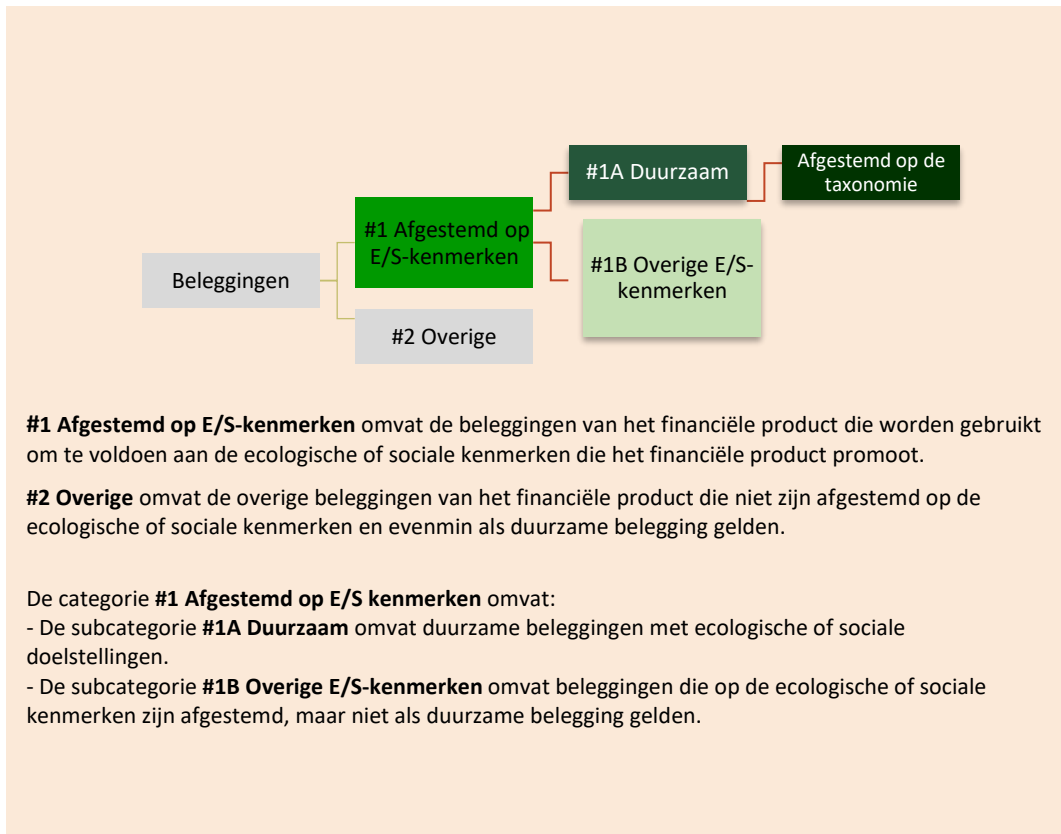 #1A Duurzaam
Afgestemd op de
taxonomie
#1 Afgestemd op
E/S-kenmerken
#1B Overige E/S-
kenmerken
Beleggingen
#2 Overige
#1 Afgestemd op E/S-kenmerken omvat de beleggingen van het financiële product die worden gebruikt
om te voldoen aan de ecologische of sociale kenmerken die het financiële product promoot.
#2 Overige omvat de overige beleggingen van het financiële product die niet zijn afgestemd op de
ecologische of sociale kenmerken en evenmin als duurzame belegging gelden.
De categorie #1 Afgestemd op E/S kenmerken omvat:
- De subcategorie #1A Duurzaam omvat duurzame beleggingen met ecologische of sociale
doelstellingen.
- De subcategorie #1B Overige E/S-kenmerken omvat beleggingen die op de ecologische of sociale
kenmerken zijn afgestemd, maar niet als duurzame belegging gelden.